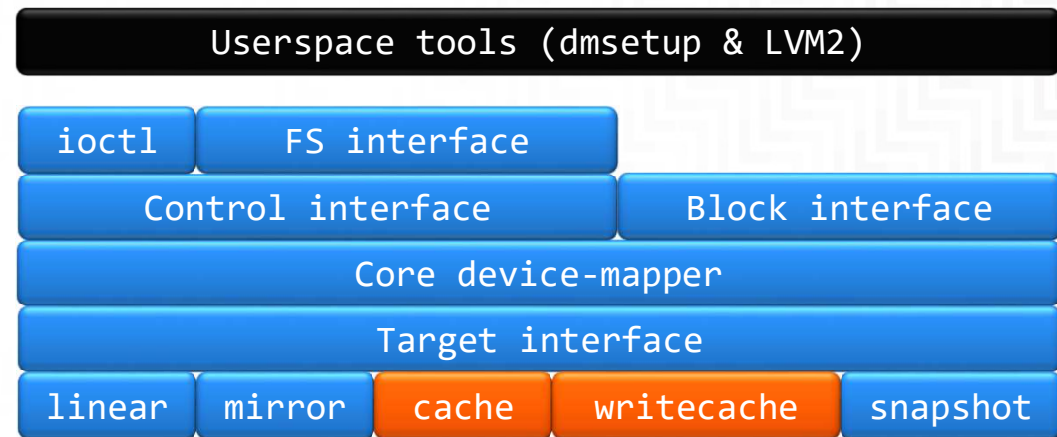 Userspace tools (dmsetup & LVM2)
ioctl FS interface
Control interface Block interface
Core device-mapper
Target interface
linear mirror cache writecache snapshot